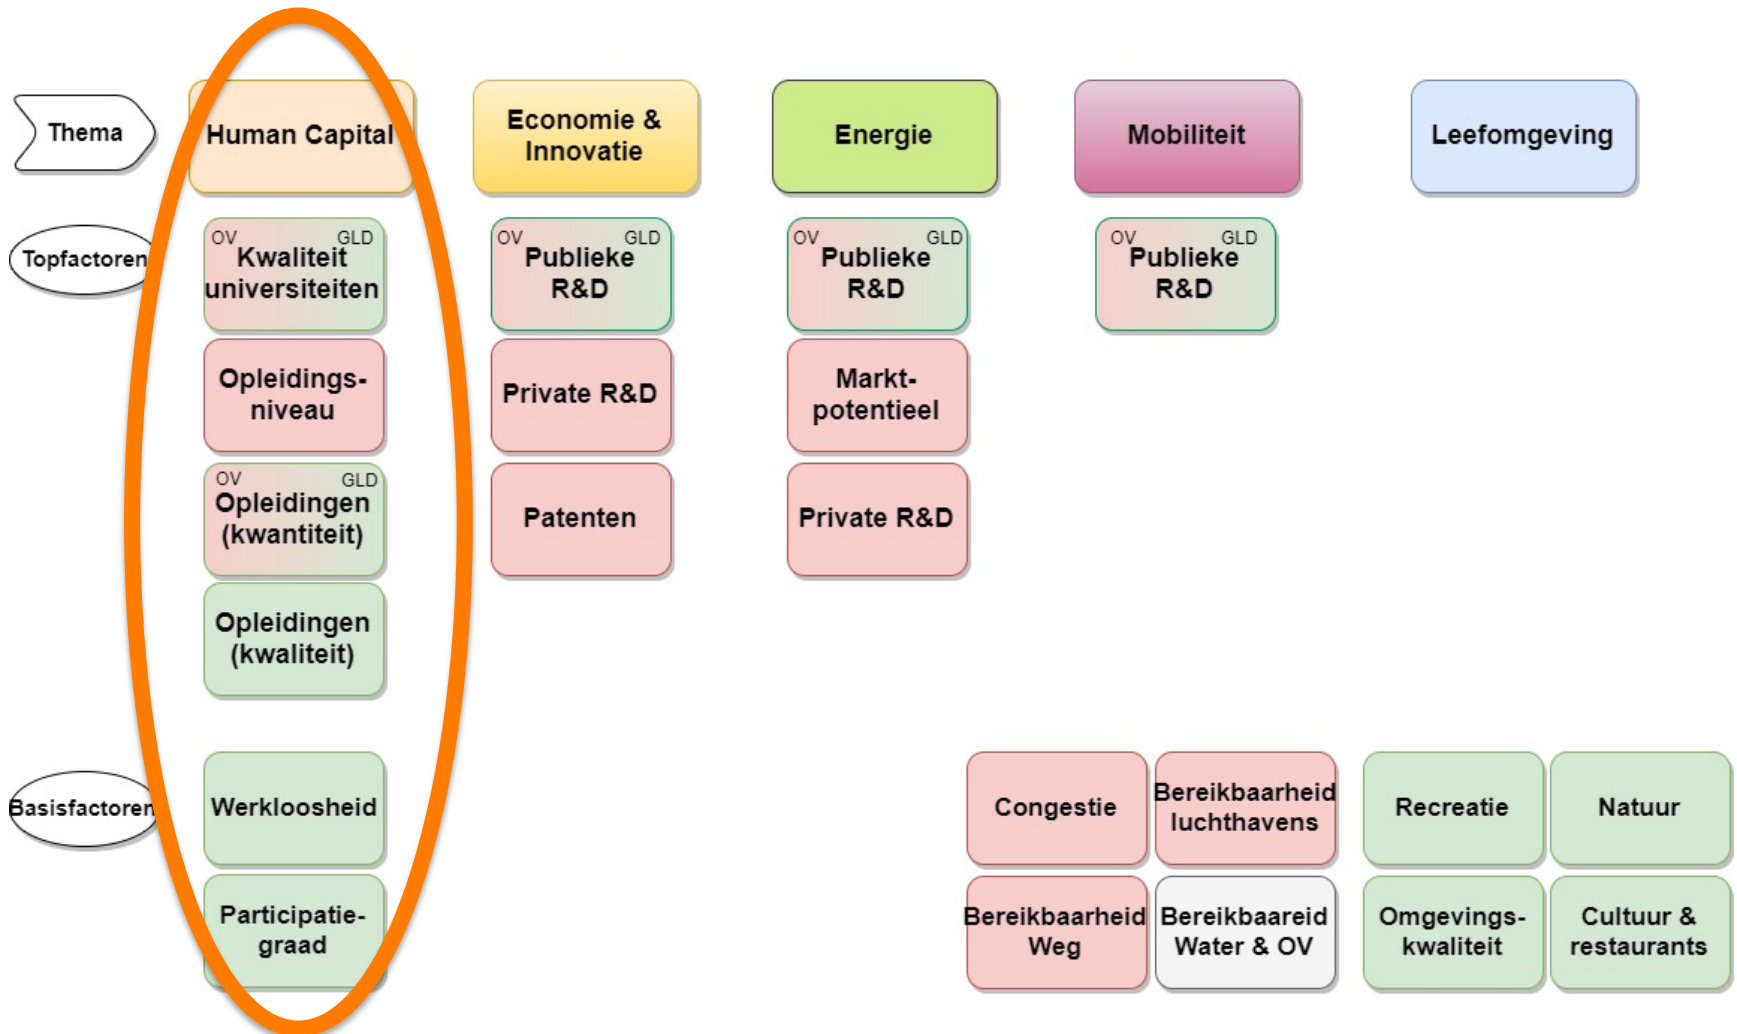 Thema
Human Capital
Economie &
Innovatie
Energie
Mobiliteit
Leefomgeving
Topfactoren
OV GLD
Kwaliteit
universiteiten
OV GLD
Publieke
R&D
OV GLD
Publieke
R&D
OV GLD
Publieke
R&D
Opleidings-
niveau
Private R&D
Markt-
potentieel
OV GLD
Opleidingen
(kwantiteit)
Patenten
Private R&D
Opleidingen
(kwaliteit)
Basisfactoren
Werkloosheid
Congestie
Bereikbaarheid
luchthavens
Recreatie
Natuur
Participatie-
graad
Bereikbaarheid
Weg
Bereikbaareid
Water & OV
Omgevings-
kwaliteit
Cultuur &
restaurants